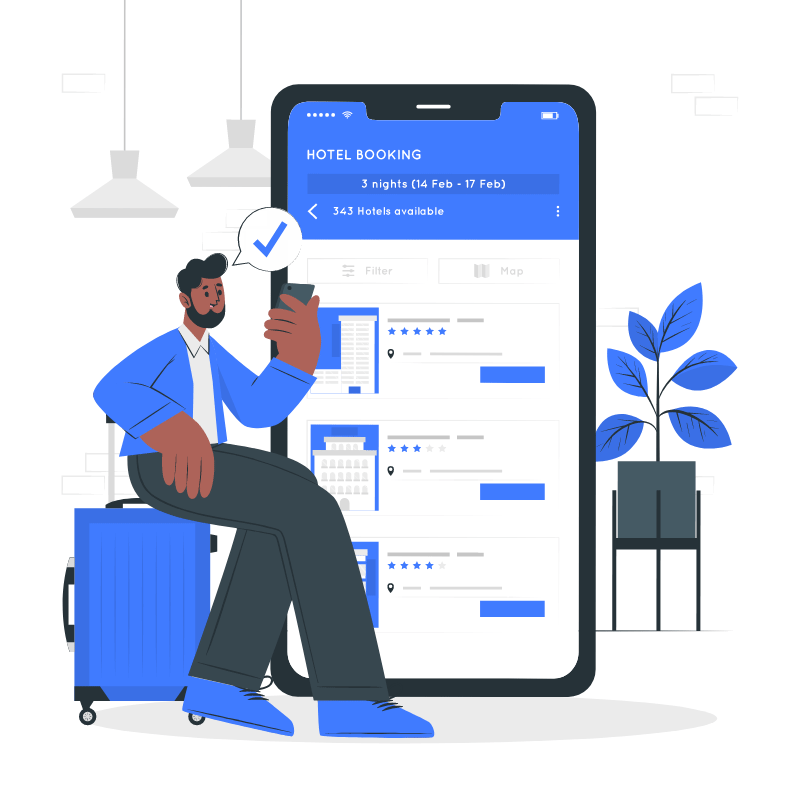 HOTEL BOOKING
3 nights (14 Feb - 17 Feb)
343 Hotels available
Filter
Map